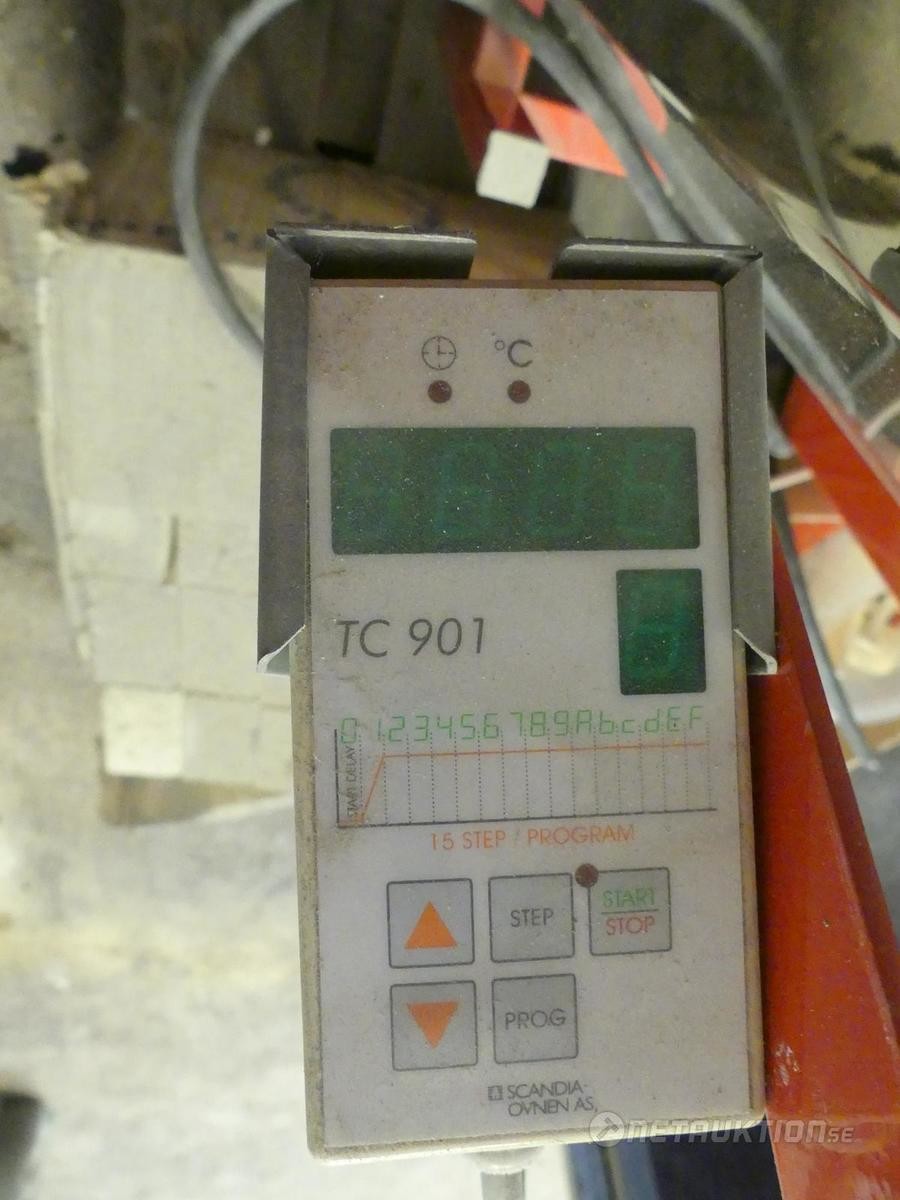 °C
TC 901
0.1.2.3.4.5.6.7.8.9.A.b.c.d.E.F
START DELAY
15 STEP / PROGRAM
STEP
START
STOP
PROG
SCANDIA-
OVNEN AS.
NETAUKTION.SE